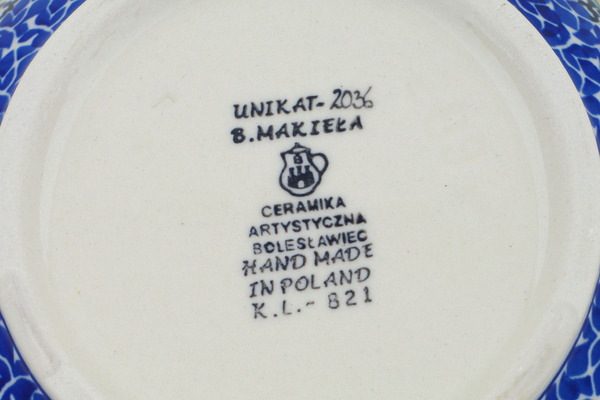 UNIKAT-2036
B.MAKIEŁA
CERAMIKA
ARTYSTYCZNA
BOLESŁAWIEC
HAND MADE
IN POLAND
K.L.-821